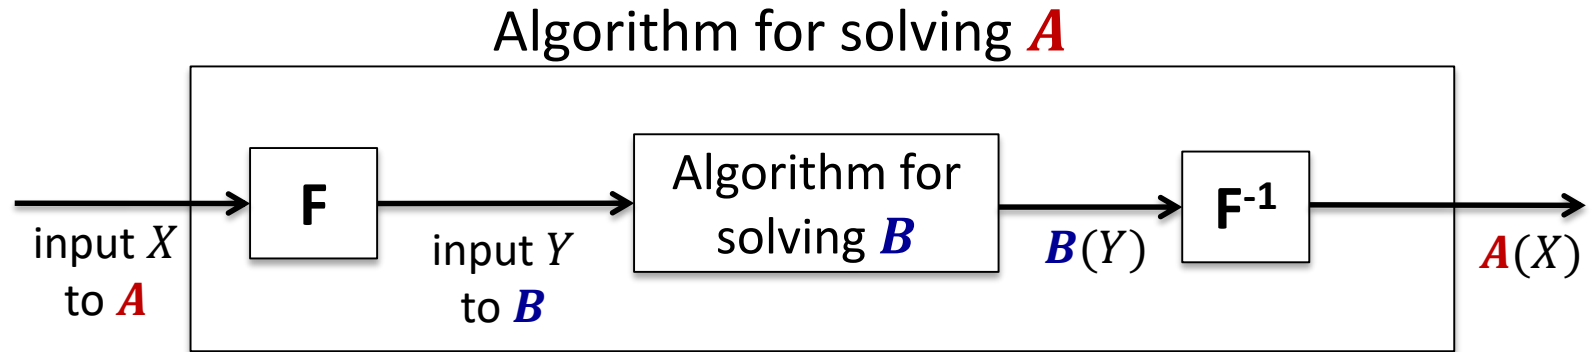 Algorithm for solving A
F
Algorithm for
solving B
F⁻¹
input X
to A
input Y
to B
B(Y)
A(X)